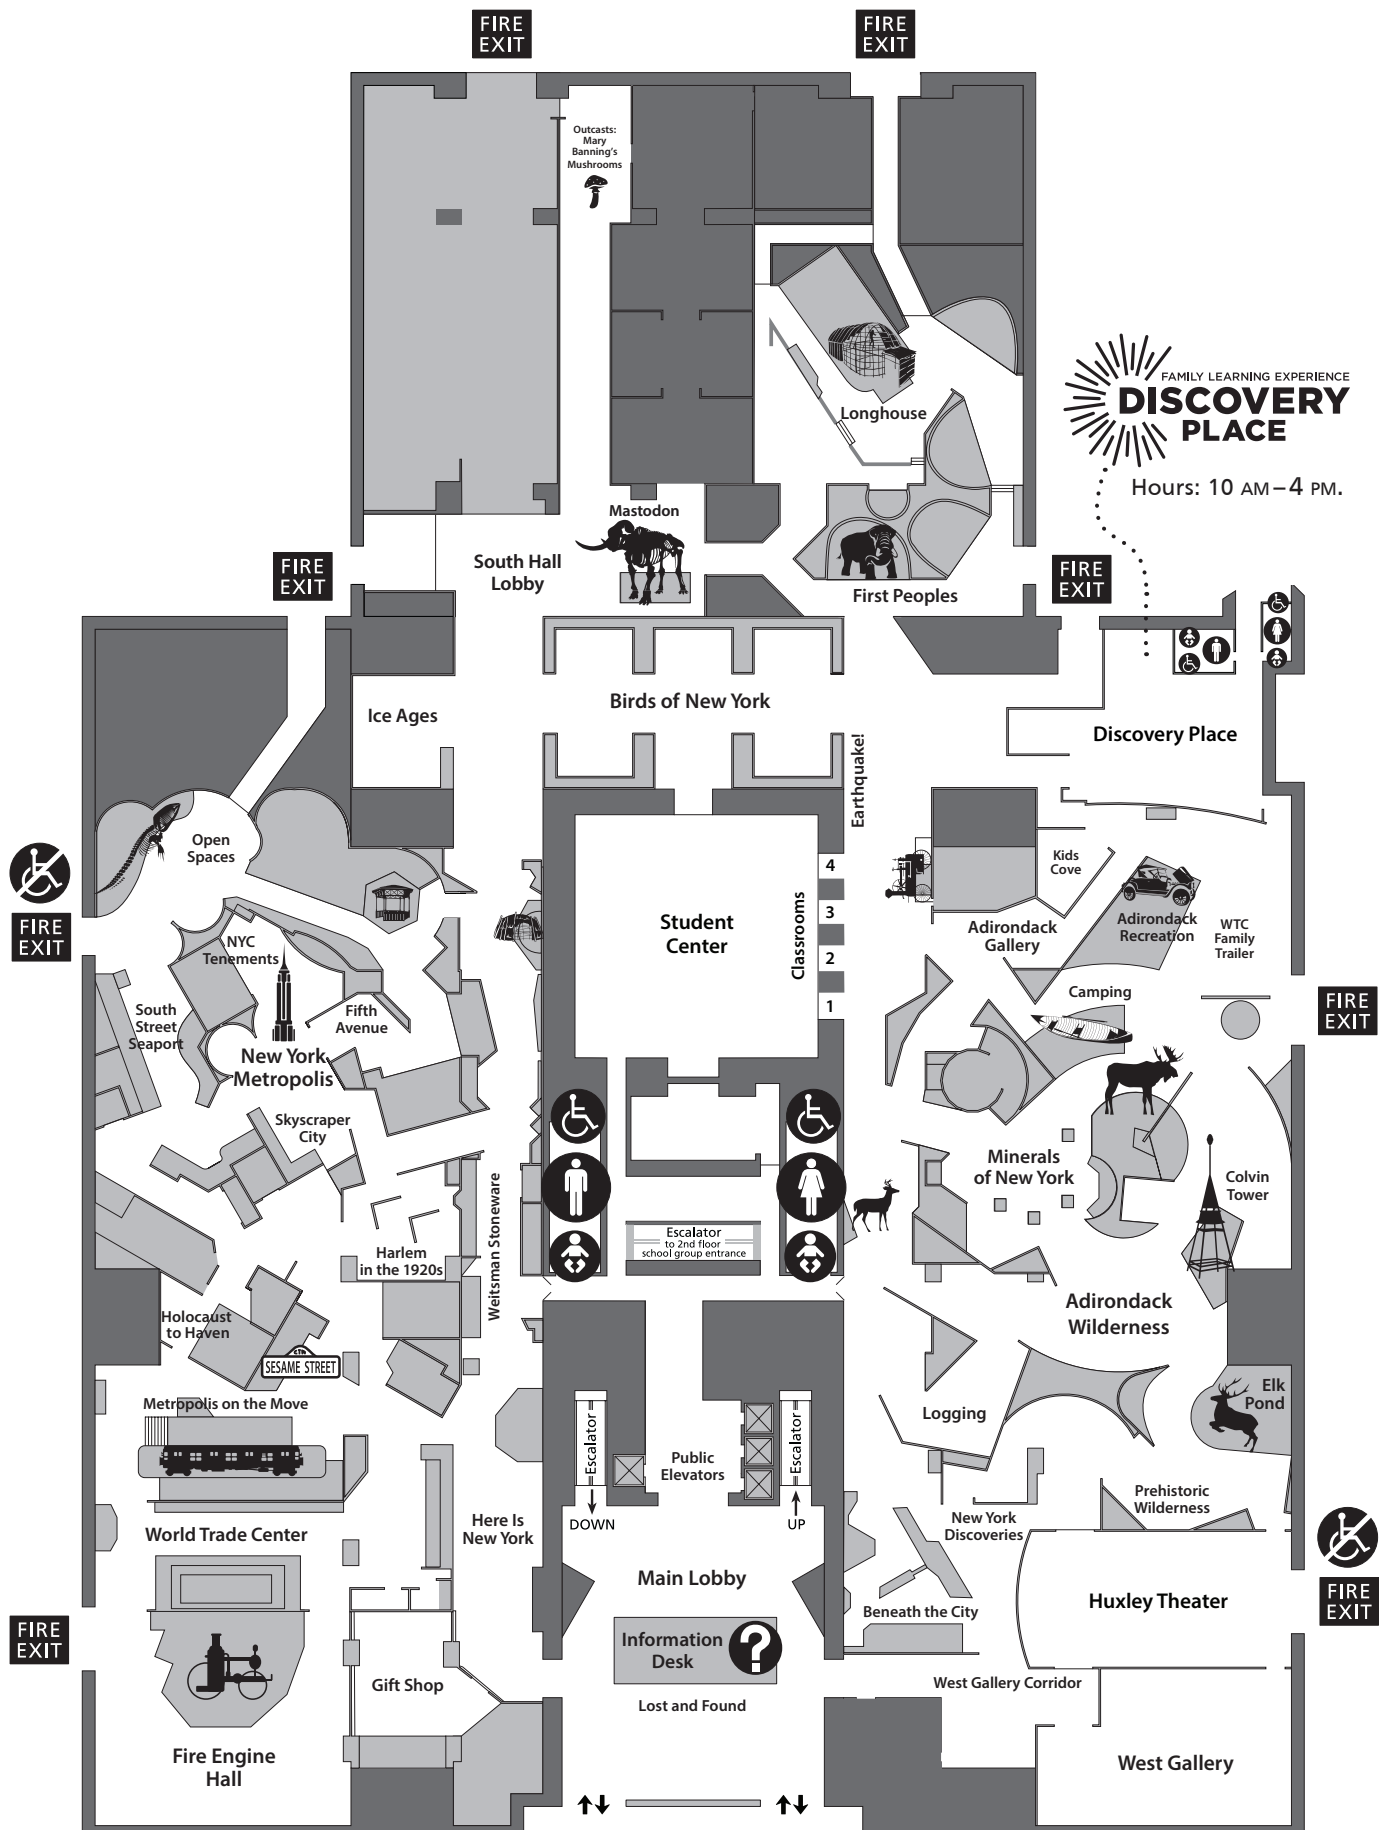 FIRE
EXIT
FIRE
EXIT
Outcasts:
Mary
Banning's
Mushrooms
FAMILY LEARNING EXPERIENCE
DISCOVERY
PLACE
Hours: 10 AM–4 PM.
Longhouse
Mastodon
South Hall
Lobby
FIRE
EXIT
FIRE
EXIT
First Peoples
Birds of New York
Ice Ages
Discovery Place
Earthquake!
Open
Spaces
Kids
Cove
4
3
2
1
Classrooms
Student
Center
Adirondack
Gallery
Adirondack
Recreation
WTC
Family
Trailer
FIRE
EXIT
NYC
Tenements
South
Street
Seaport
Fifth
Avenue
New York
Metropolis
Camping
FIRE
EXIT
Skyscraper
City
Minerals
of New York
Colvin
Tower
Weitsman Stoneware
Harlem
in the 1920s
Escalator
to 2nd floor
school group entrance
Holocaust
to Haven
CTW
SESAME STREET
Adirondack
Wilderness
Metropolis on the Move
Elk
Pond
Logging
Escalator
DOWN
Public
Elevators
Escalator
UP
World Trade Center
Here Is
New York
New York
Discoveries
Prehistoric
Wilderness
Main Lobby
Huxley Theater
FIRE
EXIT
FIRE
EXIT
Beneath the City
Information
Desk
?
Lost and Found
Gift Shop
West Gallery Corridor
Fire Engine
Hall
West Gallery